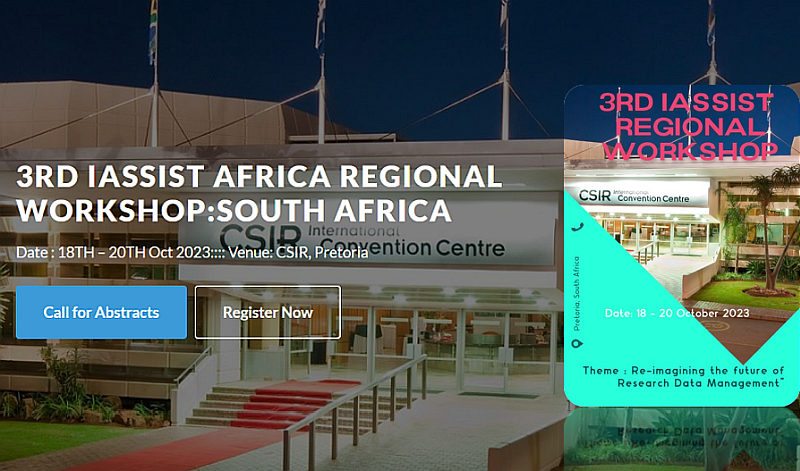 3RD IASSIST AFRICA REGIONAL
WORKSHOP:SOUTH AFRICA
CSIR International
Convention Centre
Date : 18TH – 20TH Oct 2023:::: Venue: CSIR, Pretoria
Call for Abstracts
Register Now
3RD IASSIST
REGIONAL
WORKSHOP
CSIR International
Convention Centre
Pretoria, South Africa
Date: 18 - 20 October 2023
Theme : Re-imagining the future of
Research Data Management"